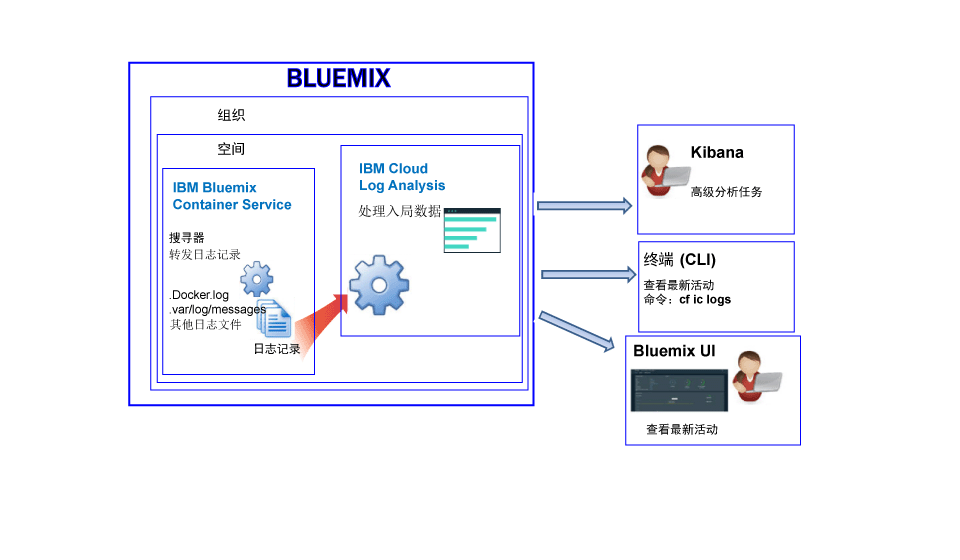 BLUEMIX
组织
空间
IBM Bluemix
Container Service
搜寻器
转发日志记录
.Docker.log
.var/log/messages
其他日志文件
日志记录
IBM Cloud
Log Analysis
处理入局数据
Kibana
高级分析任务
终端 (CLI)
查看最新活动
命令：cf ic logs
Bluemix UI
查看最新活动